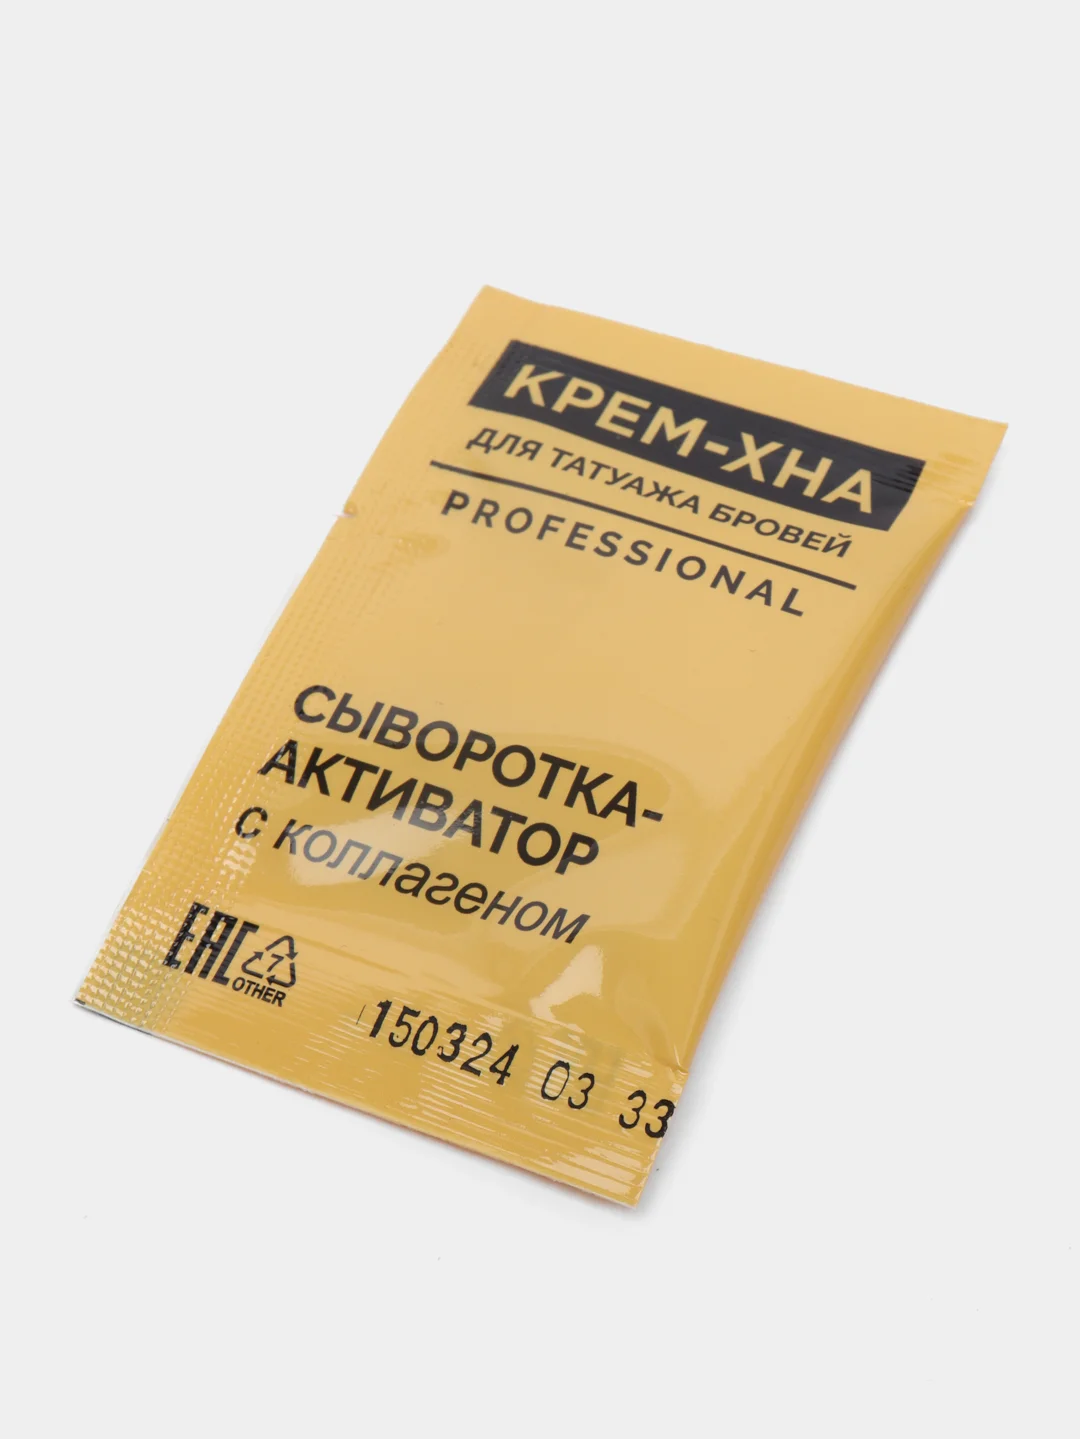 КРЕМ-ХНА
ДЛЯ ТАТУАЖА БРОВЕЙ
PROFESSIONAL
СЫВОРОТКА-
АКТИВАТОР
с коллагеном
EAC
7
OTHER
150324 03 33